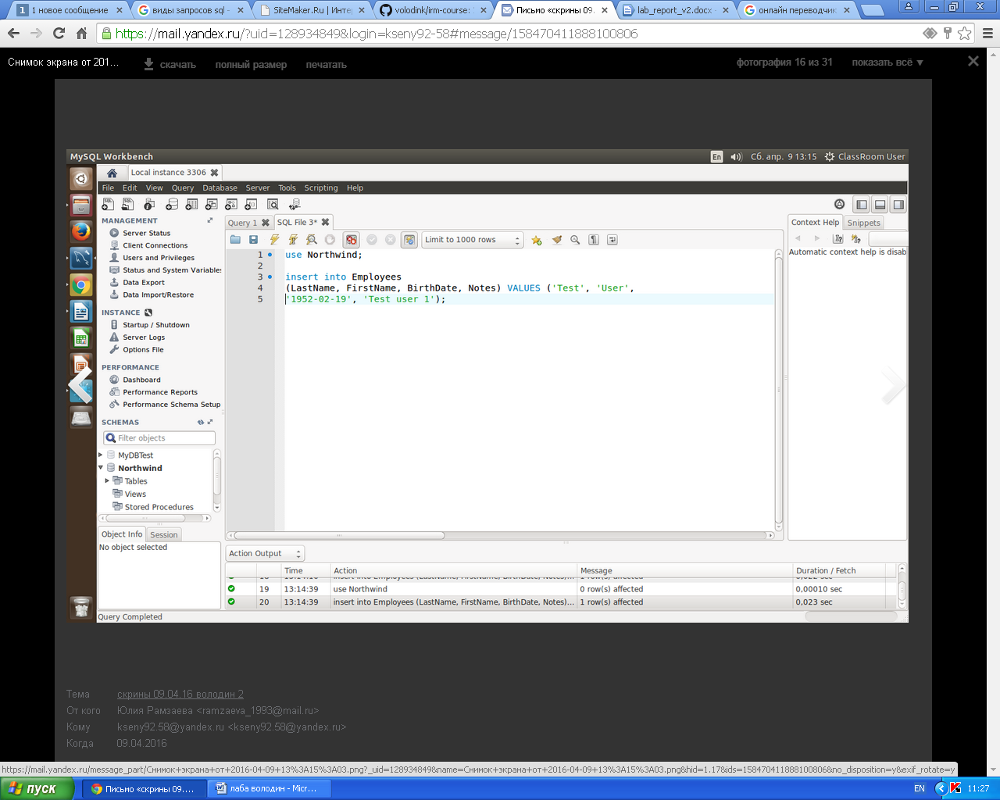 1 новое сообщение
виды запросов sql -
SiteMaker.Ru | Инте
volodink/irm-course:
Письмо «скрины 09.
lab_report_v2.docx -
онлайн переводчик
https://mail.yandex.ru/?uid=128934849&login=kseny92-58#message/158470411888100806
Снимок экрана от 201... скачать полный размер печатать фотография 16 из 31 показать всё
MySQL Workbench En Сб. апр. 9 13:15 ClassRoom User
Local instance 3306
File Edit View Query Database Server Tools Scripting Help
MANAGEMENT
Server Status
Client Connections
Users and Privileges
Status and System Variables
Data Export
Data Import/Restore
INSTANCE
Startup / Shutdown
Server Logs
Options File
PERFORMANCE
Dashboard
Performance Reports
Performance Schema Setup
SCHEMAS
Filter objects
MyDBTest
Northwind
Tables
Views
Stored Procedures
Object Info Session
No object selected
Query 1 SQL File 3*
Limit to 1000 rows
1 use Northwind;
2
3 insert into Employees
4 (LastName, FirstName, BirthDate, Notes) VALUES ('Test', 'User',
5 '1952-02-19', 'Test user 1');
Context Help Snippets
Automatic context help is disab
Action Output
Time Action Message Duration / Fetch
19 13:14:39 use Northwind 0 row(s) affected 0,00010 sec
20 13:14:39 insert into Employees (LastName, FirstName, BirthDate, Notes)... 1 row(s) affected 0,023 sec
Query Completed
Тема скрины 09.04.16 володин 2
От кого Юлия Рамзаева <ramzaeva_1993@mail.ru>
Кому kseny92.58@yandex.ru <kseny92.58@yandex.ru>
Когда 09.04.2016
https://mail.yandex.ru/message_part/Снимок+экрана+от+2016-04-09+13%3A15%3A03.png?_uid=128934849&name=Снимок+экрана+от+2016-04-09+13%3A15%3A03.png&hid=1.17&ids=158470411888100806&no_disposition=y&exif_rotate=y
пуск Письмо «скрины 09.... лаба володин - Micr... EN 11:27